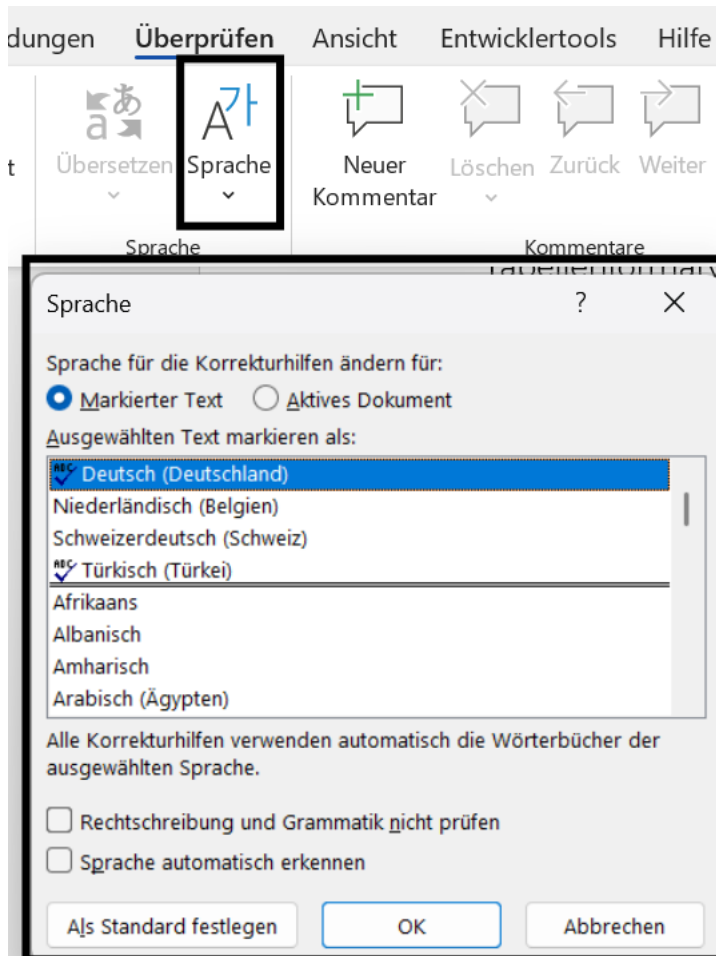 dungen Überprüfen Ansicht Entwicklertools Hilfe
t Übersetzen Sprache Neuer Kommentar Löschen Zurück Weiter
Sprache Kommentare
Sprache ?
Sprache für die Korrekturhilfen ändern für:
Markierter Text Aktives Dokument
Ausgewählten Text markieren als:
Deutsch (Deutschland)
Niederländisch (Belgien)
Schweizerdeutsch (Schweiz)
Türkisch (Türkei)
Afrikaans
Albanisch
Amharisch
Arabisch (Ägypten)
Alle Korrekturhilfen verwenden automatisch die Wörterbücher der
ausgewählten Sprache.
Rechtschreibung und Grammatik nicht prüfen
Sprache automatisch erkennen
Als Standard festlegen OK Abbrechen